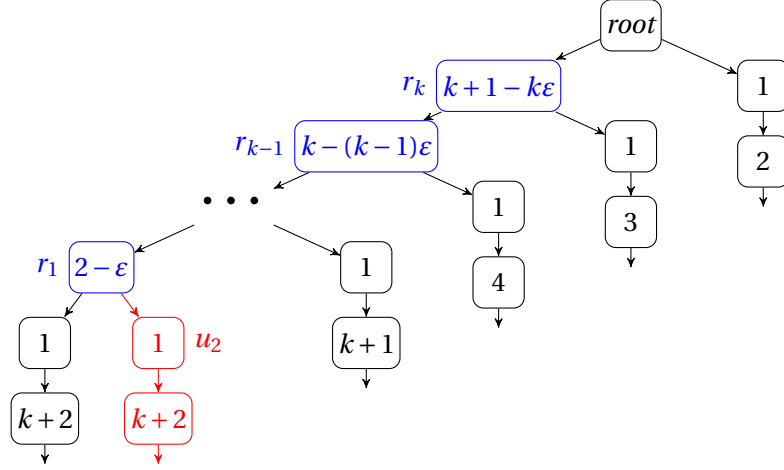 root
r_k k+1−kε 1
r_{k−1} k−(k−1)ε 1 2
• • • 1 3
r_1 2−ε 1 4
1 1 u_2 k+1
k+2 k+2